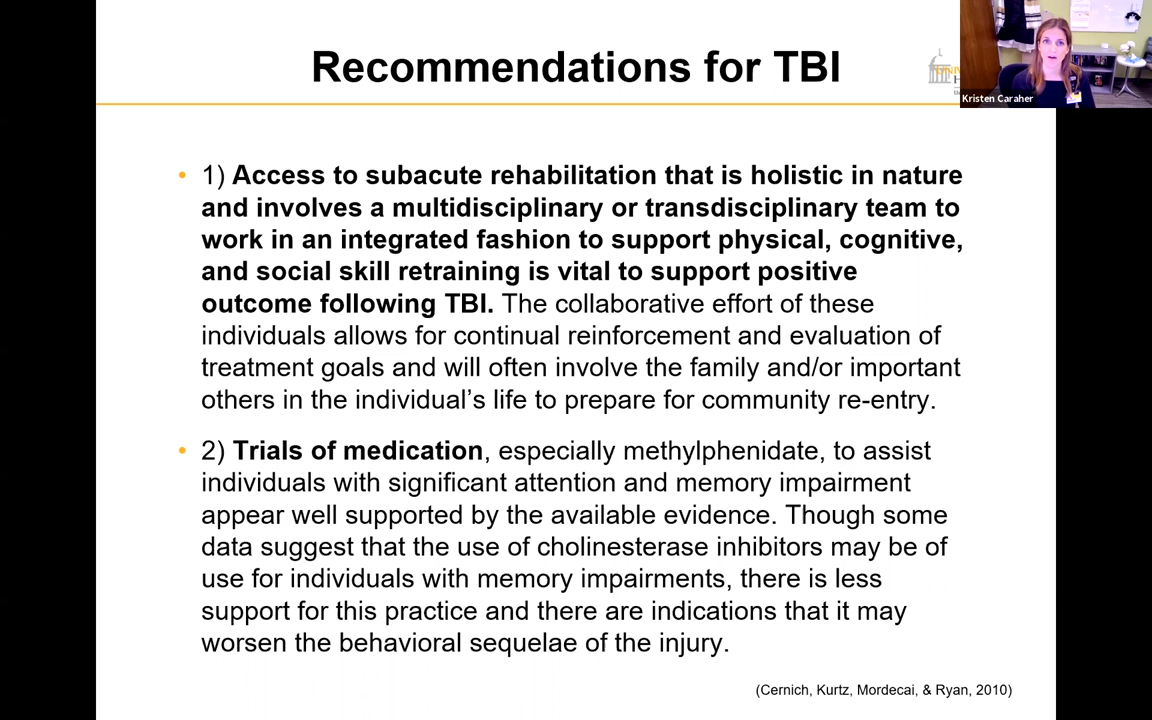 Recommendations for TBI
Kristen Caraher
• 1) Access to subacute rehabilitation that is holistic in nature
and involves a multidisciplinary or transdisciplinary team to
work in an integrated fashion to support physical, cognitive,
and social skill retraining is vital to support positive
outcome following TBI. The collaborative effort of these
individuals allows for continual reinforcement and evaluation of
treatment goals and will often involve the family and/or important
others in the individual’s life to prepare for community re-entry.
• 2) Trials of medication, especially methylphenidate, to assist
individuals with significant attention and memory impairment
appear well supported by the available evidence. Though some
data suggest that the use of cholinesterase inhibitors may be of
use for individuals with memory impairments, there is less
support for this practice and there are indications that it may
worsen the behavioral sequelae of the injury.
(Cernich, Kurtz, Mordecai, & Ryan, 2010)